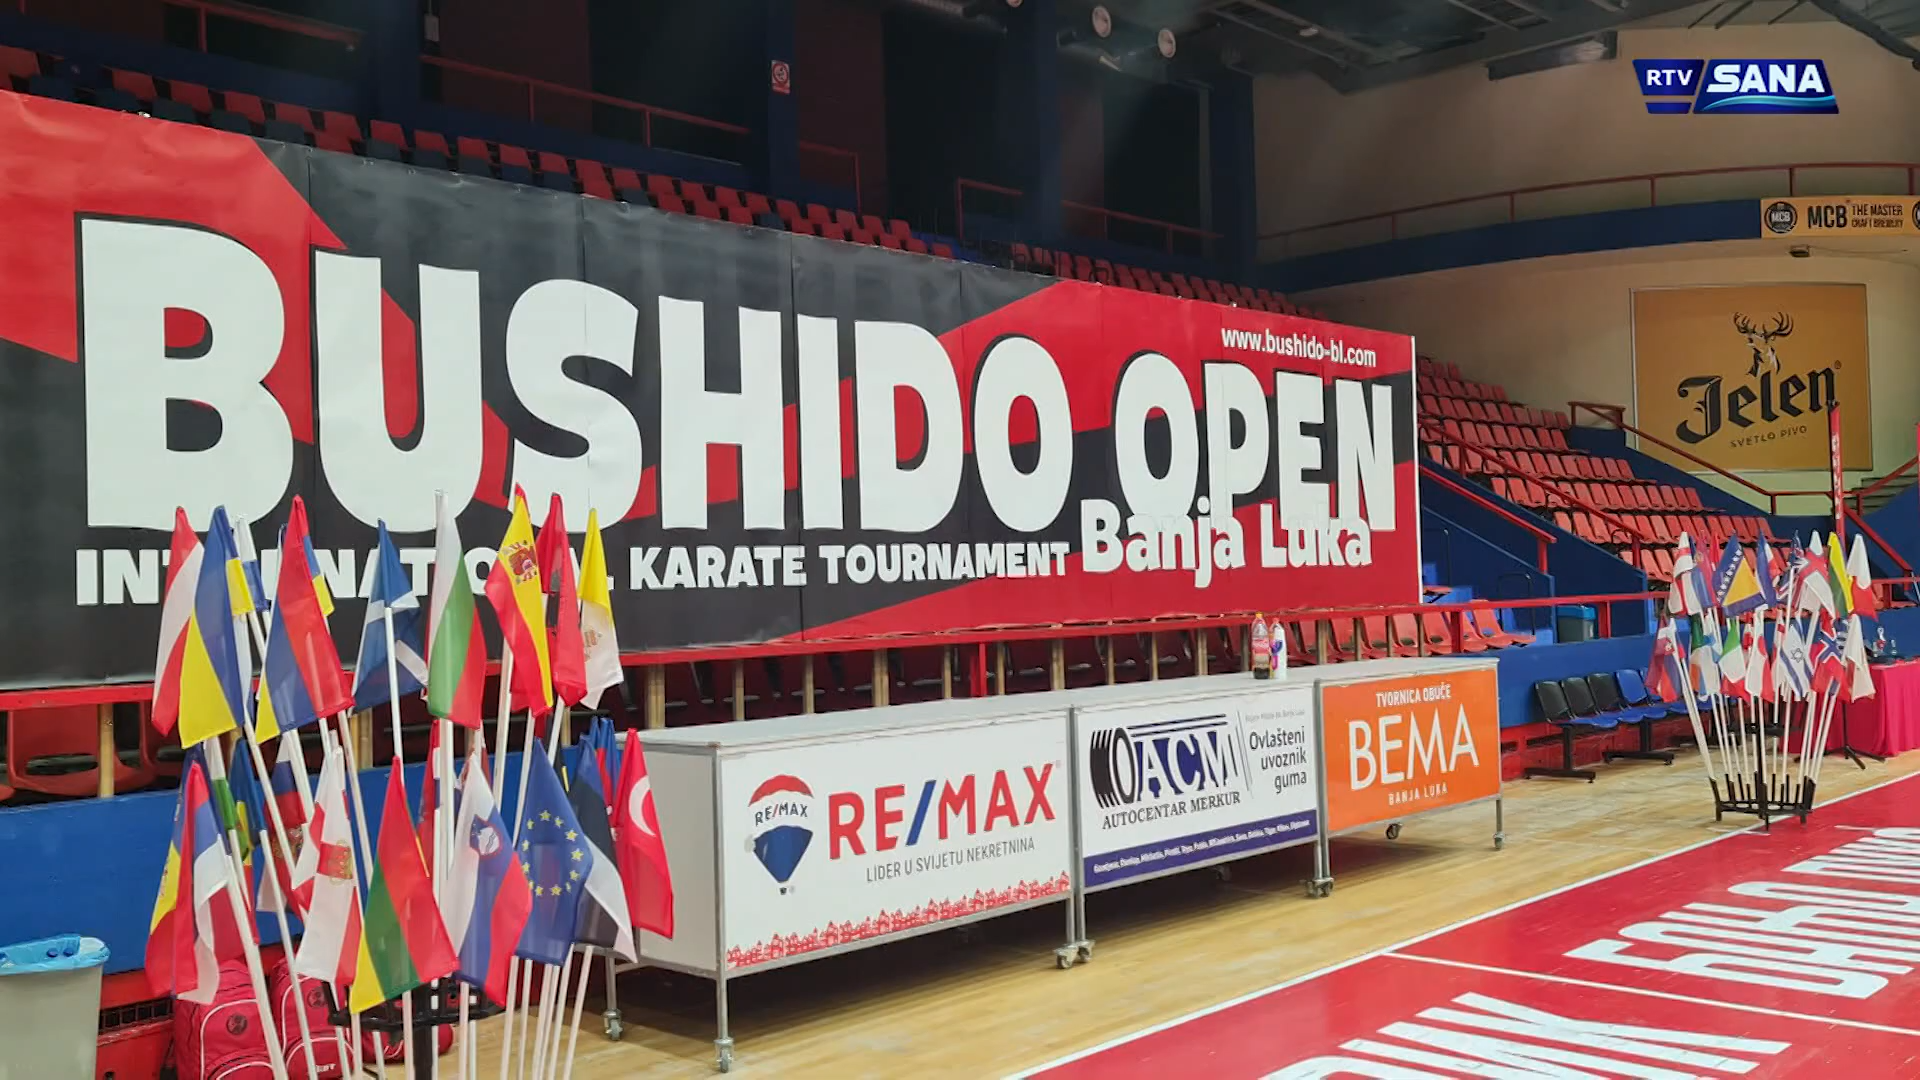 RTV SANA
MCB THE MASTER
CRAFT BREWERY
www.bushido-bl.com
BUSHIDO OPEN
INTERNATIONAL KARATE TOURNAMENT Banja Luka
Jelen
SVETLO PIVO
RE/MAX
RE/MAX
LIDER U SVIJETU NEKRETNINA
ACM
AUTOCENTAR MERKUR
Ovlašteni
uvoznik
guma
TVORNICA OBUĆE
BEMA
BANJA LUKA